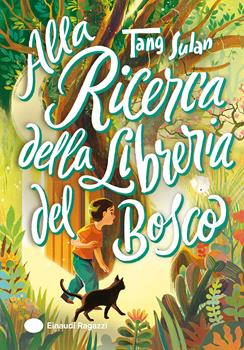 Alla
Tang Sulan
Ricerca
della Libreria
del Bosco
Einaudi Ragazzi